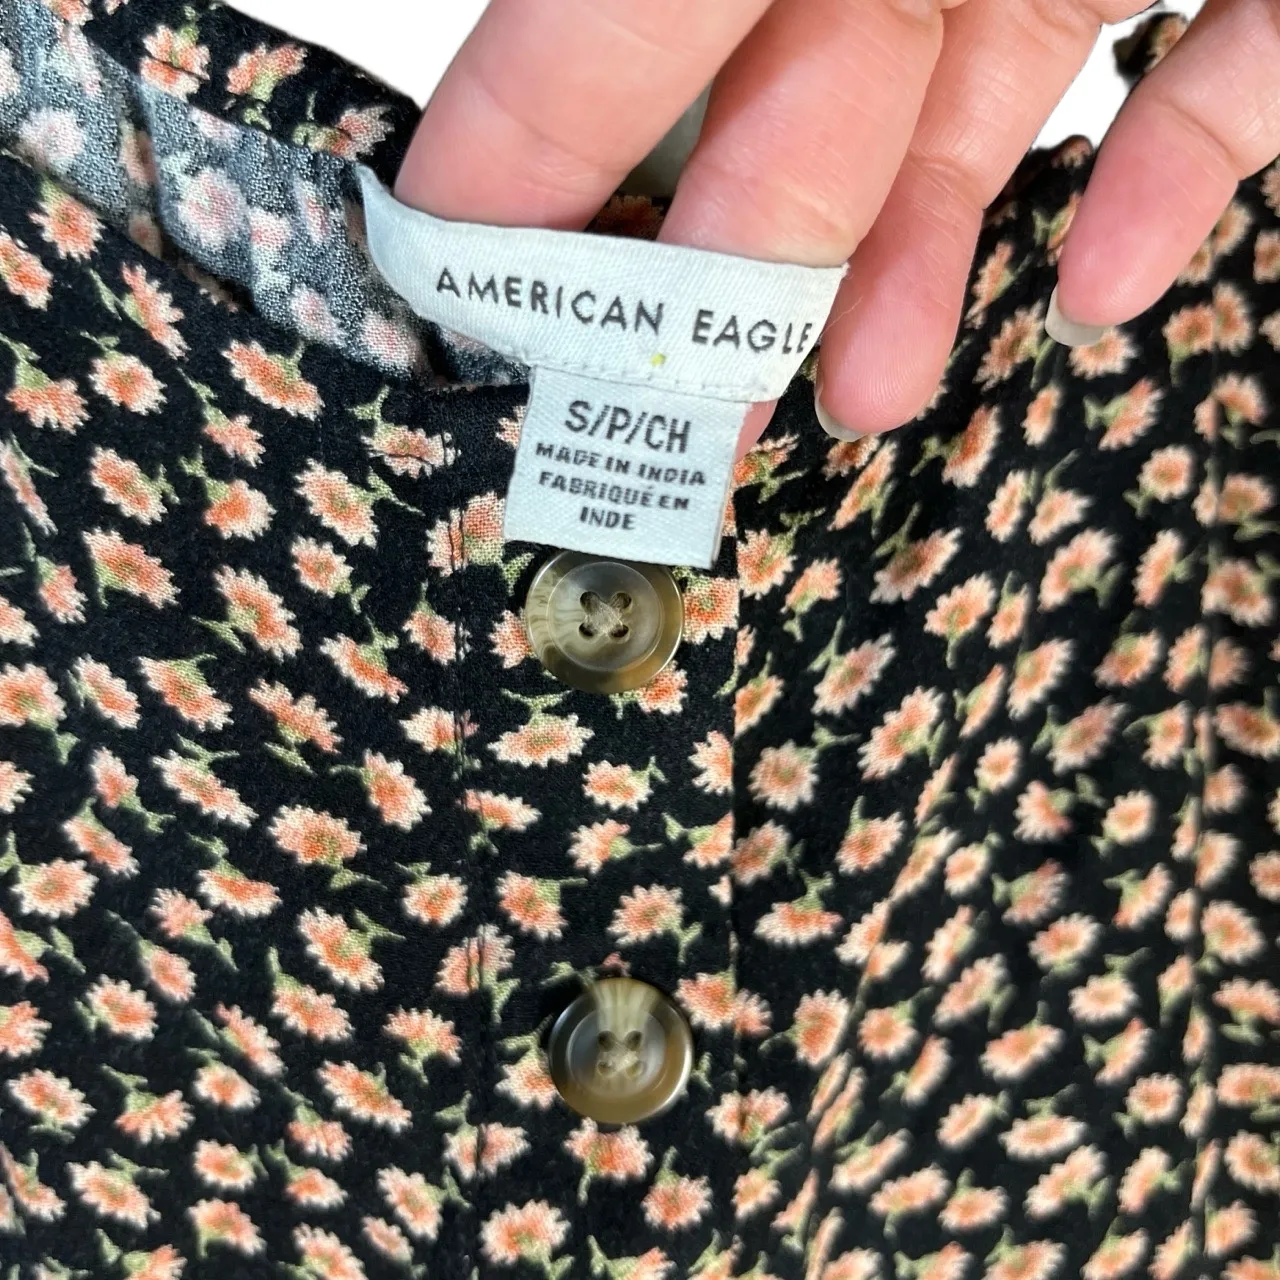 AMERICAN EAGLE
S/P/CH
MADE IN INDIA
FABRIQUÉ EN
INDE